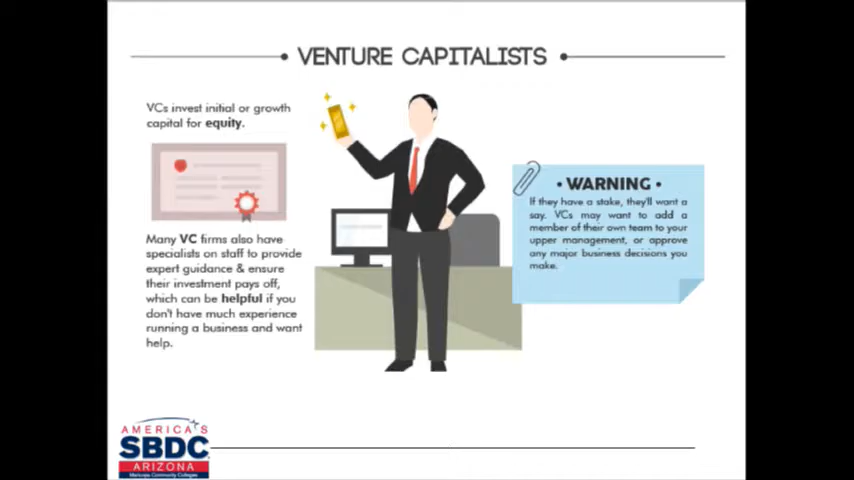 VENTURE CAPITALISTS
VCs invest initial or growth
capital for equity.
Many VC firms also have
specialists on staff to provide
expert guidance & ensure
their investment pays off,
which can be helpful if you
don't have much experience
running a business and want
help.
• WARNING •
If they have a stake, they'll want a
say. VCs may want to add a
member of their own team to your
upper management, or approve
any major business decisions you
make.
AMERICA'S
SBDC
ARIZONA
Maricopa Community Colleges